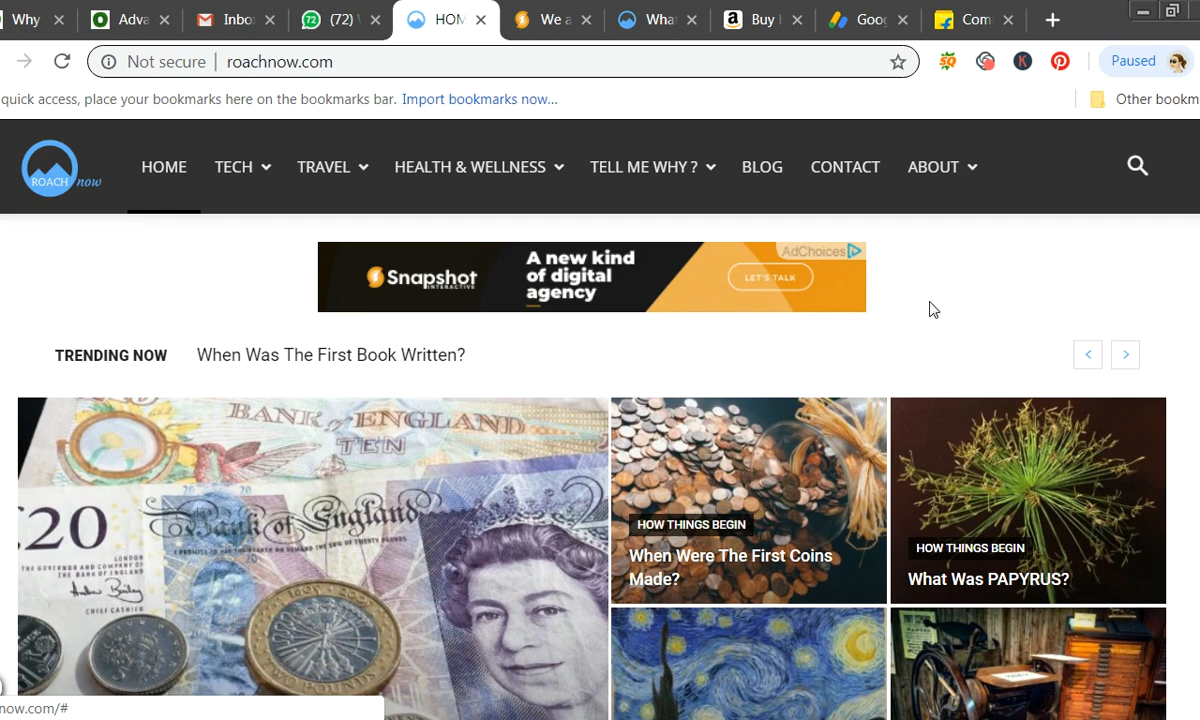 Why
Adva
Inbo
(72)
HOM
We a
What
Buy
Goog
Com
Not secure | roachnow.com
SQ
K
Paused
quick access, place your bookmarks here on the bookmarks bar. Import bookmarks now...
Other bookm
ROACH now
HOME
TECH
TRAVEL
HEALTH & WELLNESS
TELL ME WHY ?
BLOG
CONTACT
ABOUT
AdChoices
Snapshot
INTERACTIVE
A new kind
of digital
agency
LET'S TALK
TRENDING NOW
When Was The First Book Written?
BANK of ENGLAND
TEN
£20
Bank of England
LONDON
FOR THE GOVERNOR AND COMPANY OF
THE BANK OF ENGLAND
CHIEF CASHIER
HOW THINGS BEGIN
When Were The First Coins
Made?
HOW THINGS BEGIN
What Was PAPYRUS?
now.com/#